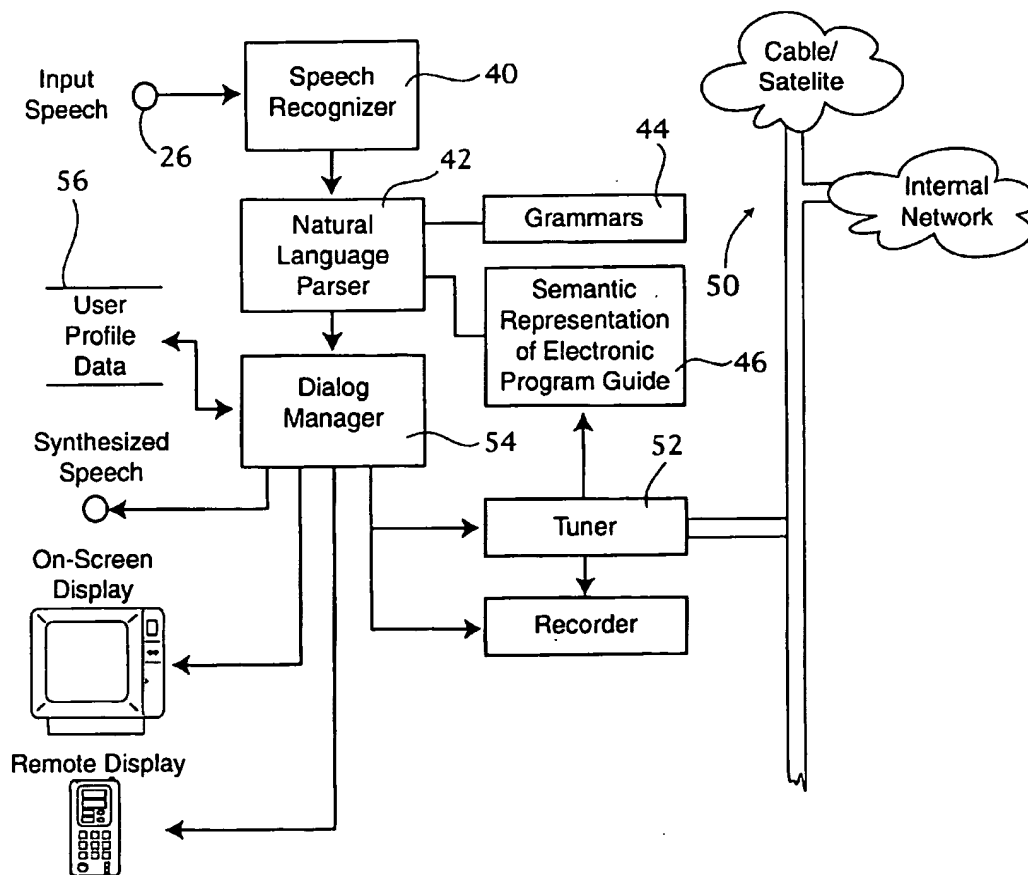 Input
Speech
26
Speech
Recognizer
40
Cable/
Satelite
Internal
Network
50
42
Natural
Language
Parser
44
Grammars
Semantic
Representation
of Electronic
Program Guide
46
56
User
Profile
Data
Dialog
Manager
54
Synthesized
Speech
52
Tuner
Recorder
On-Screen
Display
Remote Display